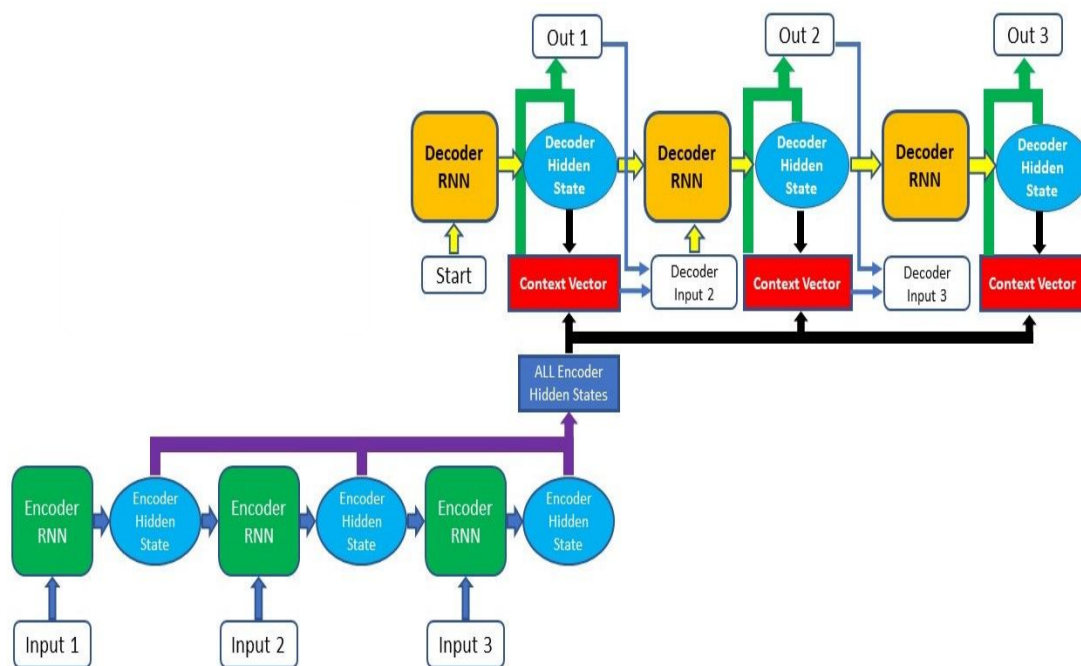 Out 1
Out 2
Out 3
Decoder
RNN
Decoder
Hidden
State
Decoder
RNN
Decoder
Hidden
State
Decoder
RNN
Decoder
Hidden
State
Start
Context Vector
Decoder
Input 2
Context Vector
Decoder
Input 3
Context Vector
ALL Encoder
Hidden States
Encoder
RNN
Encoder
Hidden
State
Encoder
RNN
Encoder
Hidden
State
Encoder
RNN
Encoder
Hidden
State
Input 1
Input 2
Input 3